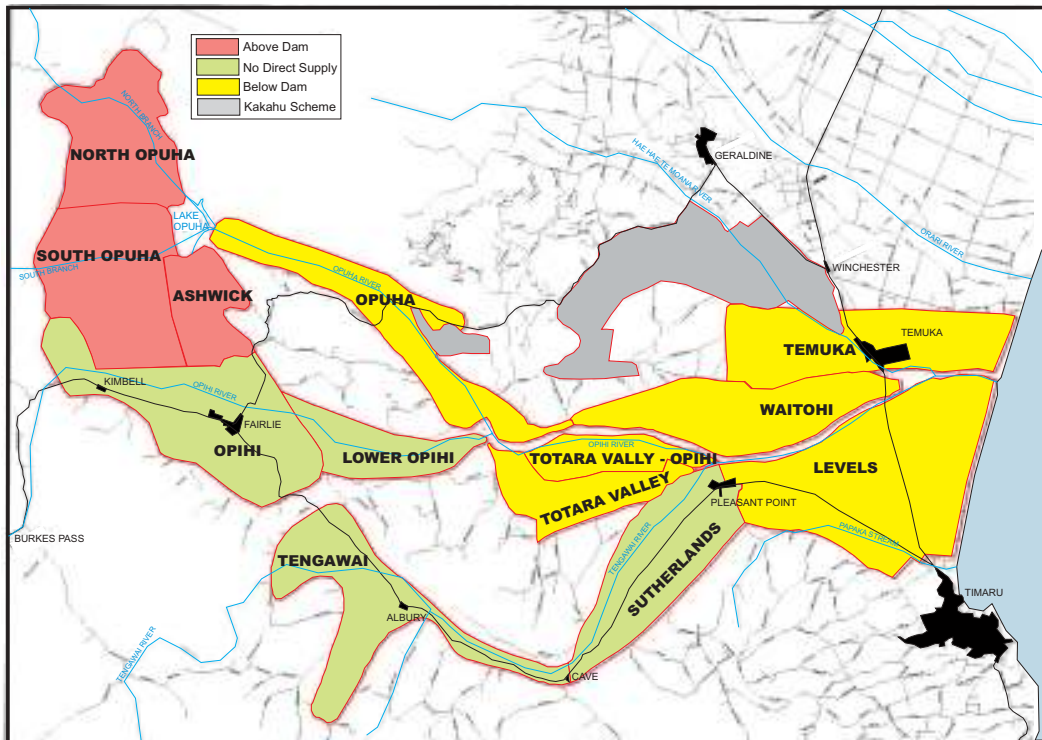 Above Dam
No Direct Supply
Below Dam
Kakahu Scheme
NORTH BRANCH
NORTH OPUHA
GERALDINE
HAE HAE TE MOANA RIVER
LAKE
OPUHA
ORARI RIVER
SOUTH OPUHA
SOUTH BRANCH
ASHWICK
OPUHA RIVER
OPUHA
WINCHESTER
TEMUKA
TEMUKA
KIMBELL
OPIHI RIVER
FAIRLIE
OPIHI
WAITOHI
LOWER OPIHI
OPIHI RIVER
TOTARA VALLY - OPIHI
LEVELS
TOTARA VALLEY
PLEASANT POINT
BURKES PASS
PAPAKA STREAM
TENGAWAI RIVER
SUTHERLANDS
TENGAWAI
TIMARU
ALBURY
TENGAWAI RIVER
CAVE